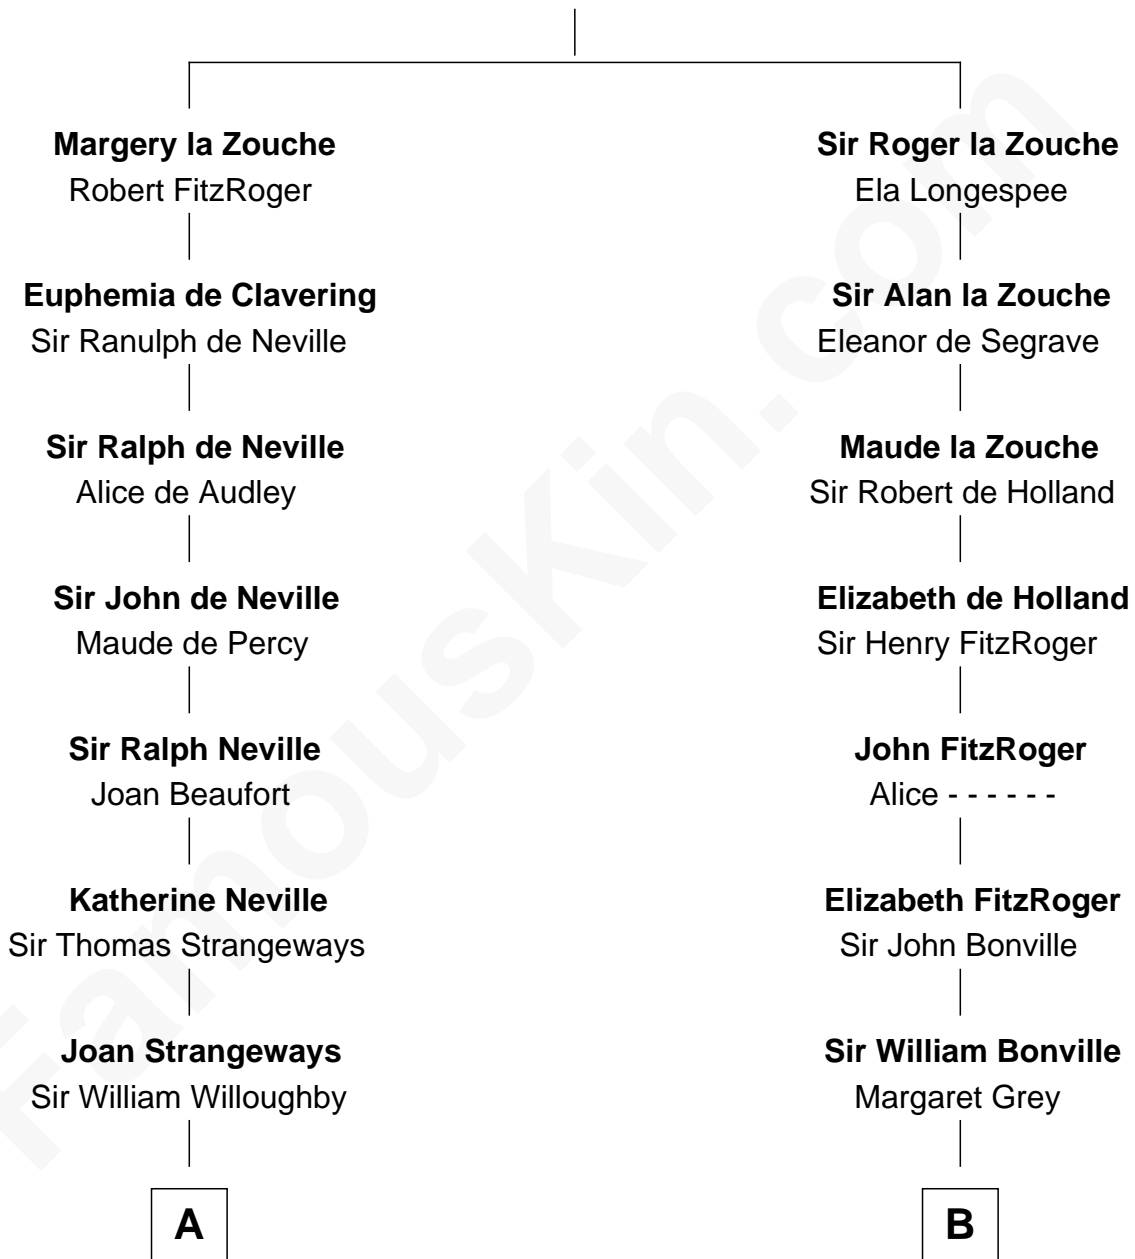 Margery la Zouche
Robert FitzRoger
Sir Roger la Zouche
Ela Longespee
Euphemia de Clavering
Sir Ranulph de Neville
Sir Alan la Zouche
Eleanor de Segrave
Sir Ralph de Neville
Alice de Audley
Maude la Zouche
Sir Robert de Holland
Sir John de Neville
Maude de Percy
Elizabeth de Holland
Sir Henry FitzRoger
Sir Ralph Neville
Joan Beaufort
John FitzRoger
Alice - - - - - -
Katherine Neville
Sir Thomas Strangeways
Elizabeth FitzRoger
Sir John Bonville
Joan Strangeways
Sir William Willoughby
Sir William Bonville
Margaret Grey
A
B
FamousKin.com